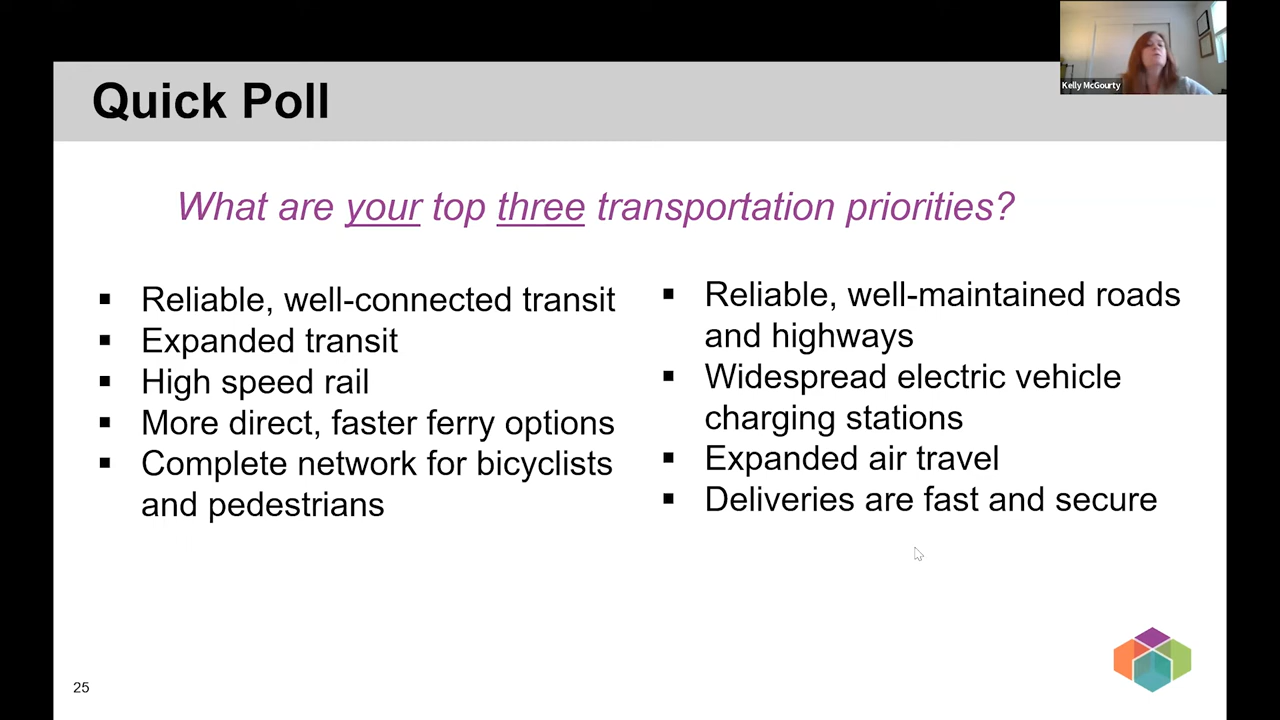 Kelly McGourty
Quick Poll
What are your top three transportation priorities?
▪ Reliable, well-connected transit
▪ Expanded transit
▪ High speed rail
▪ More direct, faster ferry options
▪ Complete network for bicyclists
and pedestrians
▪ Reliable, well-maintained roads
and highways
▪ Widespread electric vehicle
charging stations
▪ Expanded air travel
▪ Deliveries are fast and secure
25